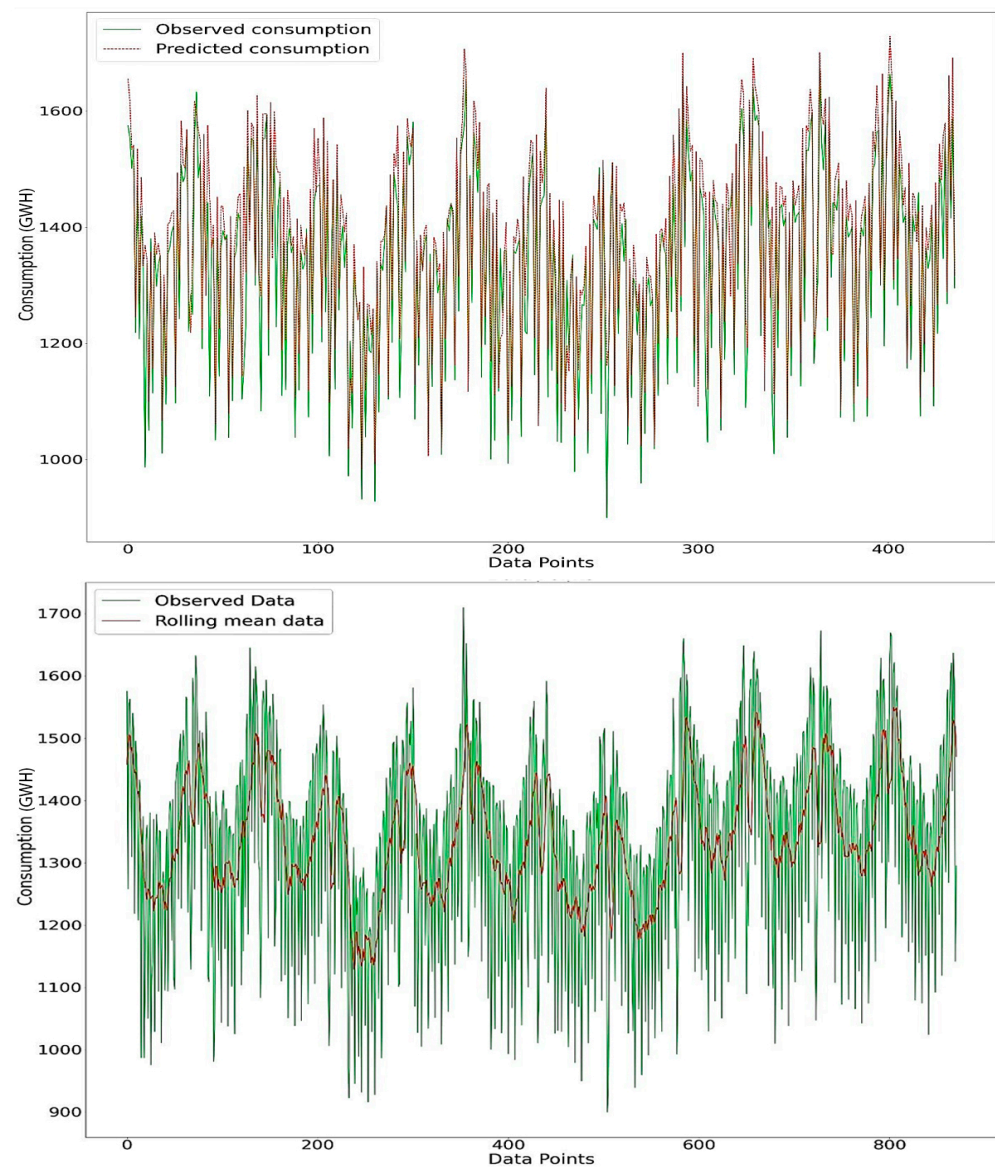 Observed consumption
Predicted consumption
Consumption (GWH)
1600
1400
1200
1000
0 100 200 300 400
Data Points
Observed Data
Rolling mean data
Consumption (GWH)
1700
1600
1500
1400
1300
1200
1100
1000
900
0 200 400 600 800
Data Points